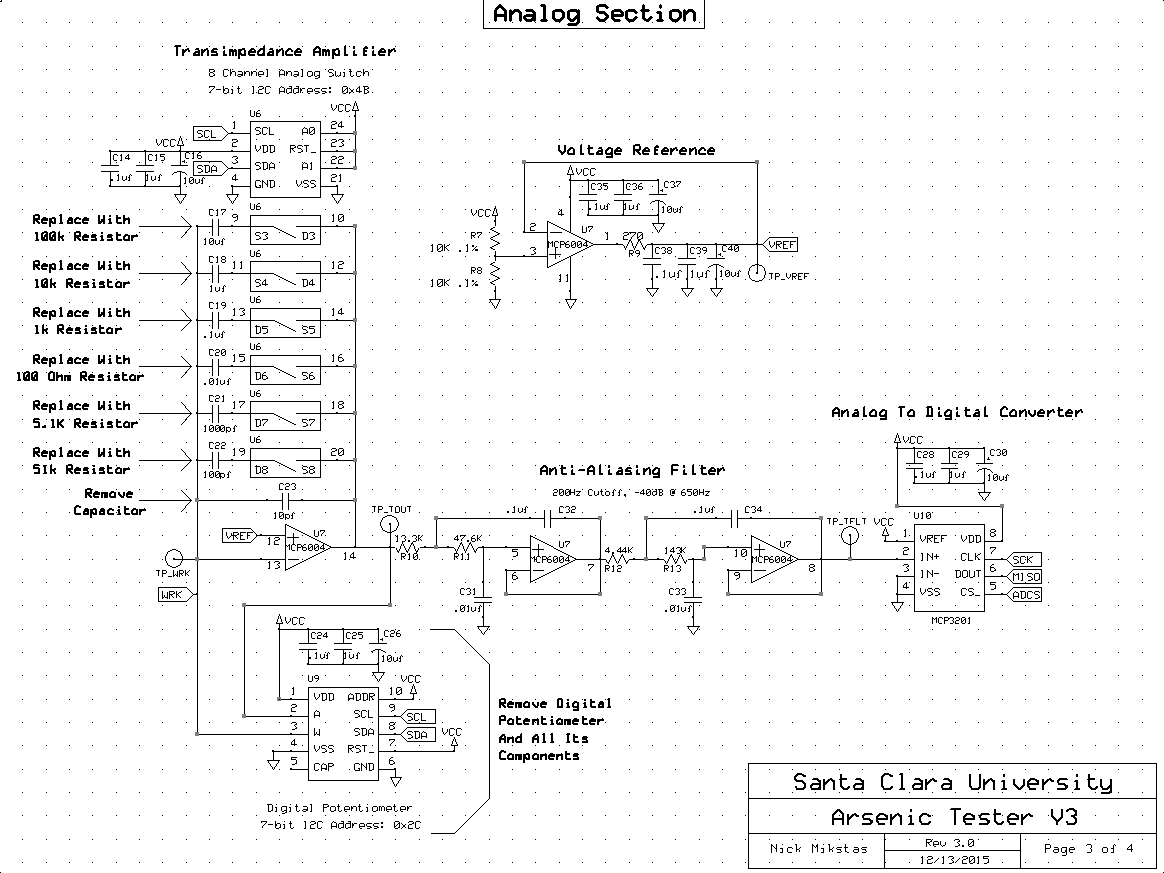 Analog Section
Transimpedance Amplifier
8 Channel Analog Switch
7-bit I2C Address: 0x4B
VCC
U6
SCL 1 SCL A0 24
VCC 2 VDD RST_ 23
SDA 3 SDA A1 22
4 GND VSS 21
C14 .1uf
C15 1uf
C16 10uf
Replace With
100k Resistor
C17 10uf 9 U6 S3 D3 10
Replace With
10k Resistor
C18 1uf 11 U6 S4 D4 12
Replace With
1k Resistor
C19 .1uf 13 U6 D5 S5 14
Replace With
100 Ohm Resistor
C20 .01uf 15 U6 D6 S6 16
Replace With
5.1K Resistor
C21 1000pf 17 U6 D7 S7 18
Replace With
51k Resistor
C22 100pf 19 U6 D8 S8 20
Remove
Capacitor
C23
10pf
VREF 12 U7 MCP6004 14
13
TP_WRK
WRK
TP_TOUT
Voltage Reference
VCC
C35 .1uf
C36 1uf
C37 10uf
VCC
R7
10K .1%
R8
10K .1%
2 4 U7
3 MCP6004 1
11
270
R9
C38 .1uf
C39 1uf
C40 10uf
VREF
TP_VREF
Anti-Aliasing Filter
200Hz Cutoff, -40dB @ 650Hz
13.3K
R10
47.6K
R11
.1uf C32
C31
.01uf
5 U7
6 MCP6004 7
4.44K
R12
143K
R13
.1uf C34
C33
.01uf
10 U7
9 MCP6004 8
TP_TFLT
Analog To Digital Converter
VCC
C28 .1uf
C29 1uf
C30 10uf
U10
VCC 1 VREF VDD 8
2 IN+ CLK 7 SCK
3 IN- DOUT 6 MISO
4 VSS CS_ 5 ADCS
MCP3201
VCC
C24 .1uf
C25 1uf
C26 10uf
U9
1 VDD ADDR 10 VCC
2 A SCL 9 SCL
3 W SDA 8 SDA
4 VSS RST_ 7 VCC
5 CAP GND 6
Digital Potentiometer
7-bit I2C Address: 0x2C
Remove Digital
Potentiometer
And All Its
Components
Santa Clara University
Arsenic Tester V3
Nick Mikstas
Rev 3.0
12/13/2015
Page 3 of 4